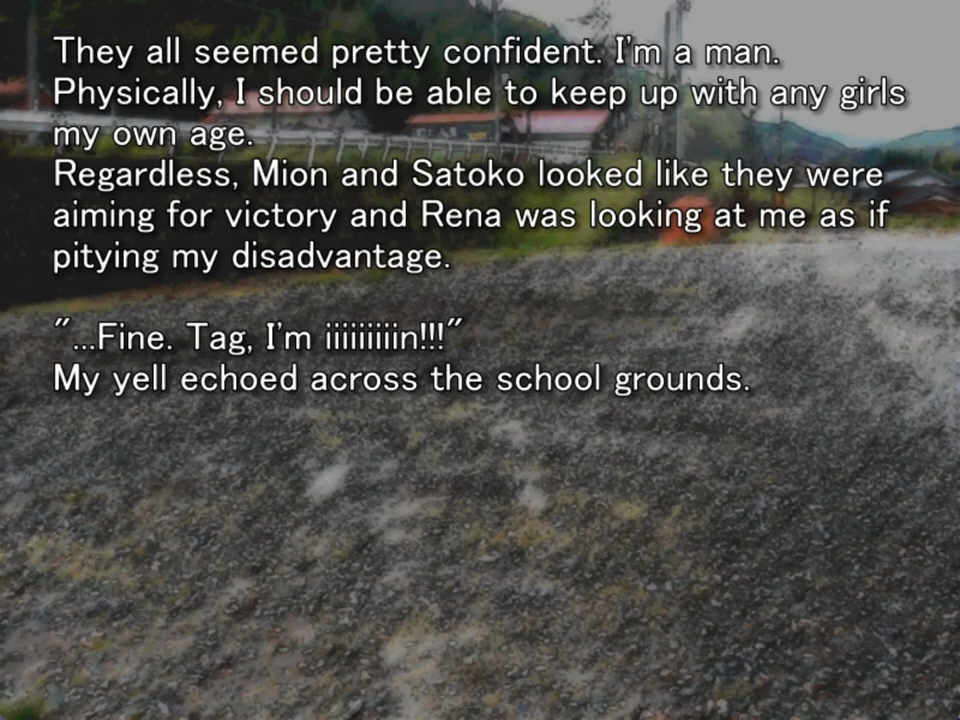 They all seemed pretty confident. I'm a man.
Physically, I should be able to keep up with any girls
my own age.
Regardless, Mion and Satoko looked like they were
aiming for victory and Rena was looking at me as if
pitying my disadvantage.
"...Fine. Tag, I'm iiiiiiiiin!!!"
My yell echoed across the school grounds.